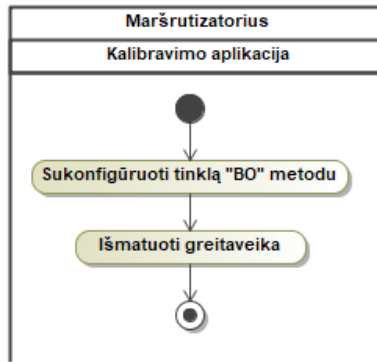 Maršrutizatorius
Kalibravimo aplikacija
Sukonfigūruoti tinklą "BO" metodu
Išmatuoti greitaveika